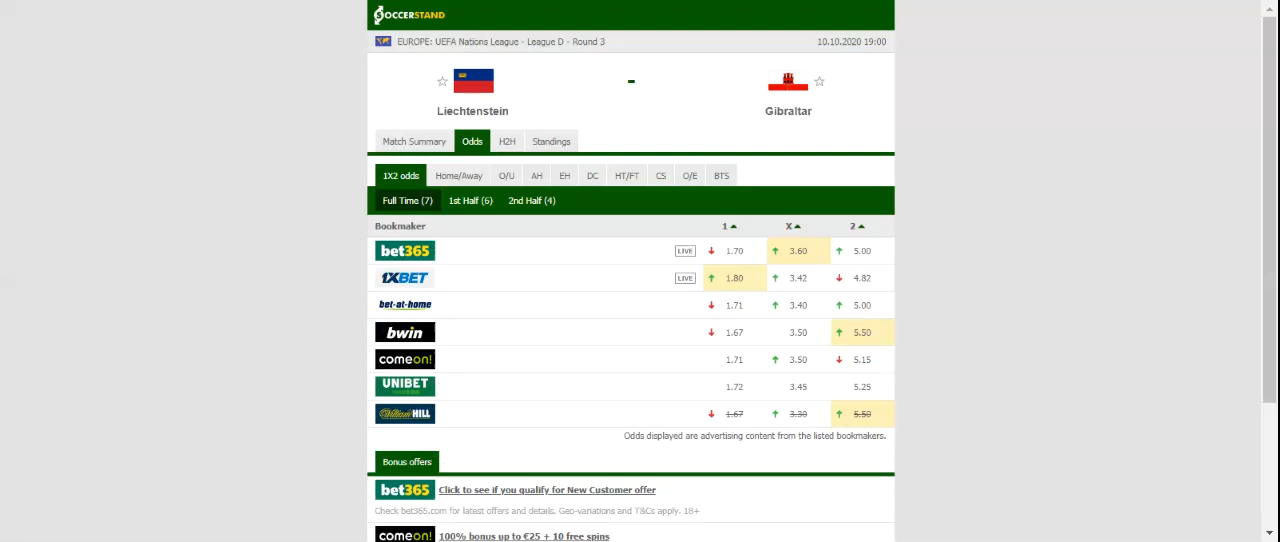 SOCCERSTAND
EUROPE: UEFA Nations League - League D - Round 3 10.10.2020 19:00
-
Liechtenstein Gibraltar
Match Summary Odds H2H Standings
1X2 odds Home/Away O/U AH EH DC HT/FT CS O/E BTS
Full Time (7) 1st Half (6) 2nd Half (4)
Bookmaker 1 X 2
bet365 LIVE 1.70 3.60 5.00
1XBET LIVE 1.80 3.42 4.82
bet-at-home 1.71 3.40 5.00
bwin 1.67 3.50 5.50
comeon! 1.71 3.50 5.15
UNIBET 1.72 3.45 5.25
William HILL 1.67 3.30 5.50
Odds displayed are advertising content from the listed bookmakers.
Bonus offers
bet365 Click to see if you qualify for New Customer offer
Check bet365.com for latest offers and details. Geo-variations and T&Cs apply. 18+
comeon! 100% bonus up to €25 + 10 free spins